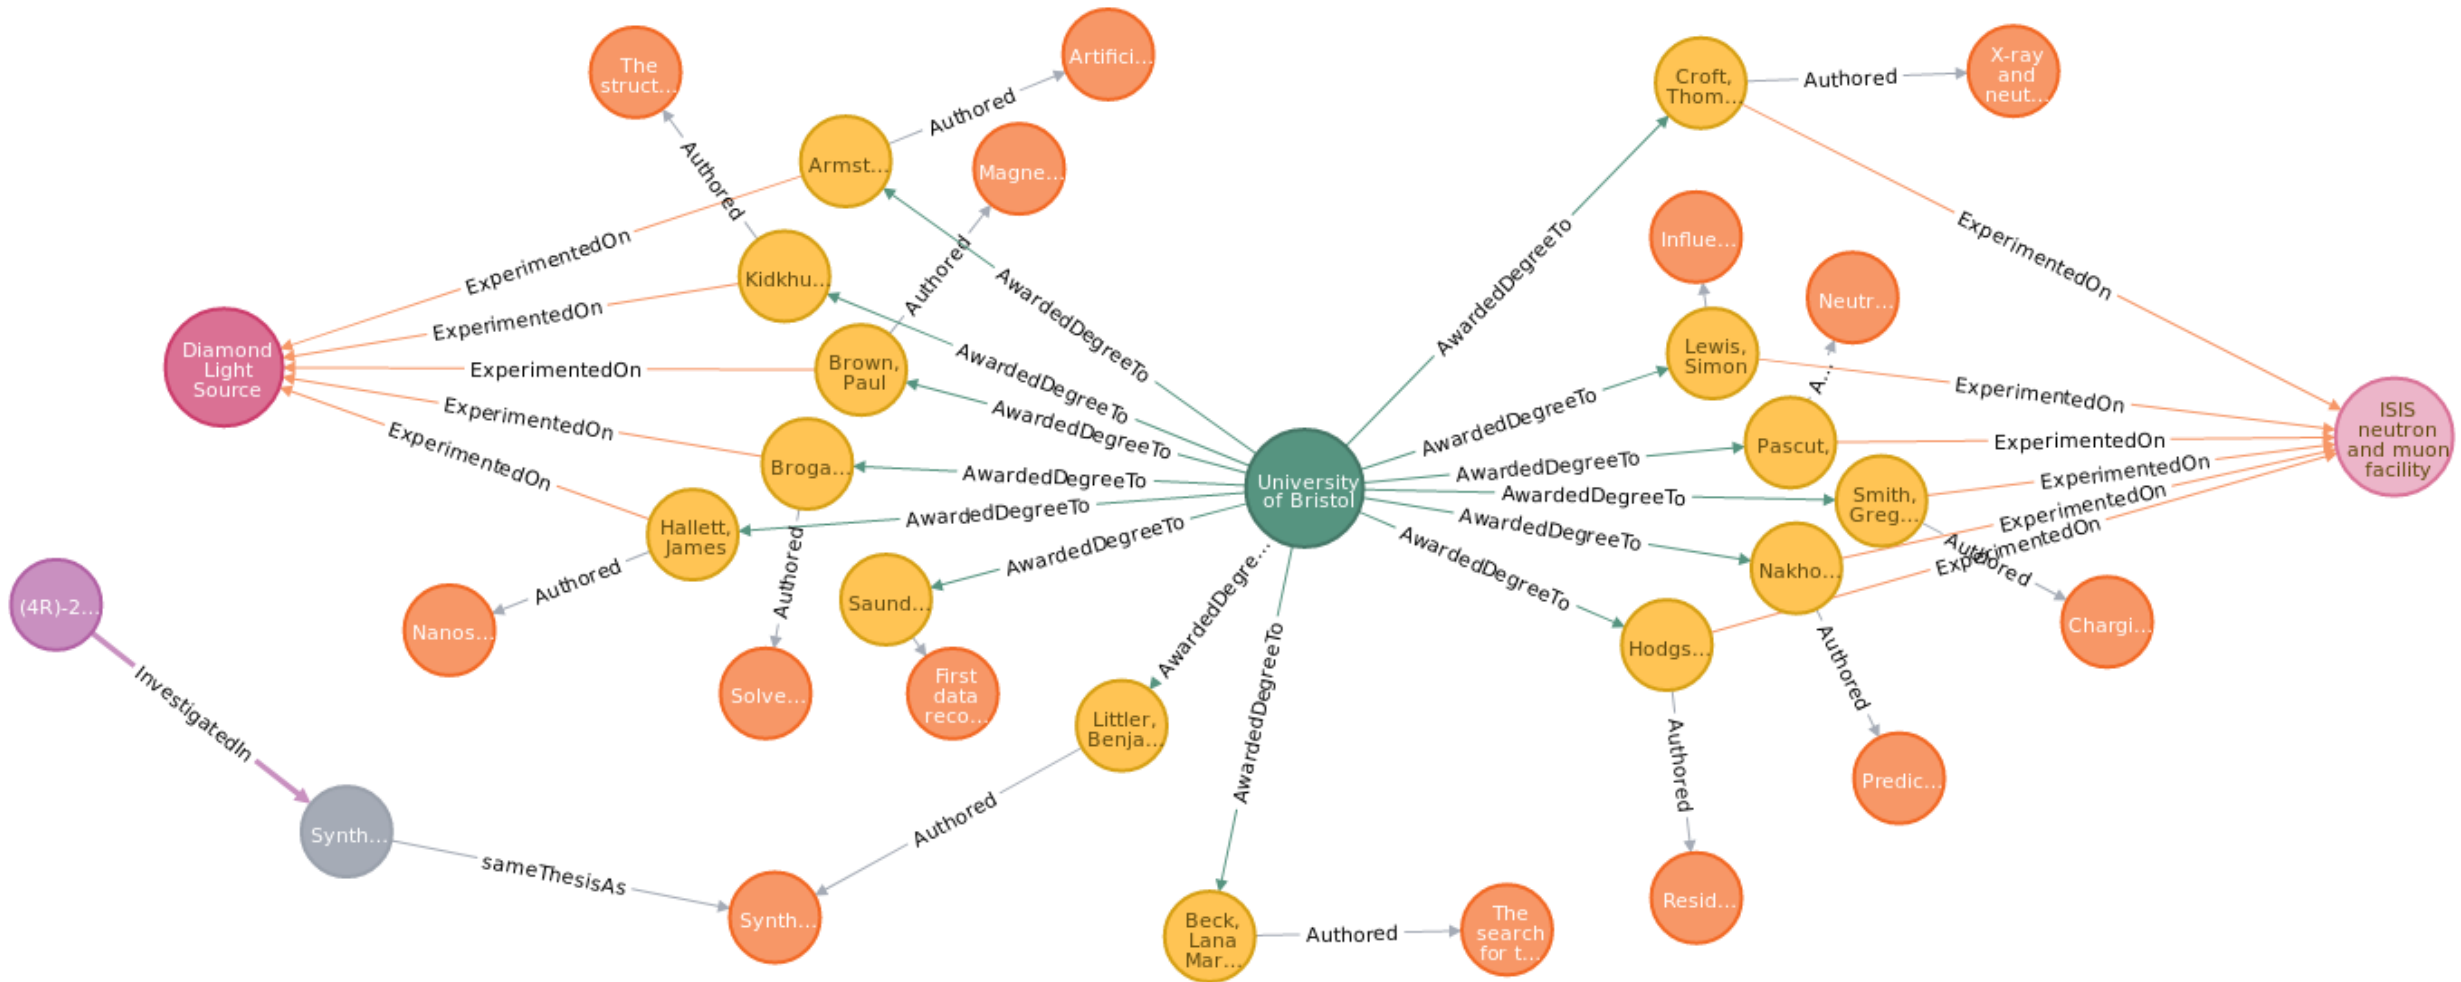 The
struct...
Artifici...
Croft,
Thom...
Authored
X-ray
and
neut...
Authored
Authored
Armst...
Magne...
Authored
ExperimentedOn
Kidkhu...
Authored
AwardedDegreeTo
AwardedDegreeTo
Influe...
Neutr...
ExperimentedOn
ExperimentedOn
Diamond
Light
Source
ExperimentedOn
Brown,
Paul
AwardedDegreeTo
AwardedDegreeTo
Lewis,
Simon
A...
ExperimentedOn
ExperimentedOn
ExperimentedOn
Broga...
AwardedDegreeTo
University
of Bristol
AwardedDegreeTo
AwardedDegreeTo
AwardedDegreeTo
AwardedDegreeTo
Pascut,
Smith,
Greg...
ExperimentedOn
ExperimentedOn
ExperimentedOn
ExperimentedOn
ISIS
neutron
and muon
facility
Hallett,
James
AwardedDegreeTo
AwardedDegreeTo
Authored
Authored
Nanos...
Saund...
AwardedDegre...
AwardedDegreeTo
AwardedDegreeTo
Nakho...
Authored
Chargi...
Hodgs...
Authored
Authored
(4R)-2...
InvestigatedIn
Solve...
First
data
reco...
Littler,
Benja...
Predic...
Synth...
sameThesisAs
Authored
Synth...
Beck,
Lana
Mar...
Authored
The
search
for t...
Resid...